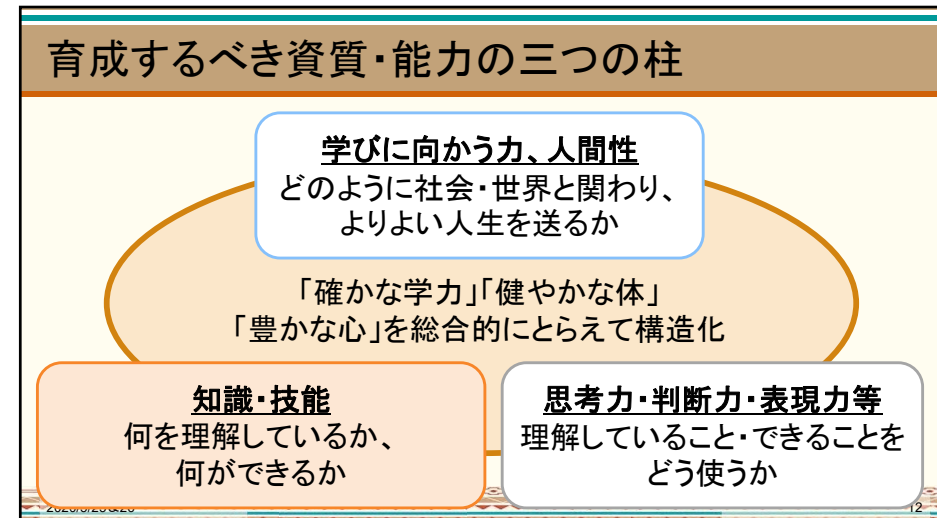 育成するべき資質・能力の三つの柱
学びに向かう力、人間性
どのように社会・世界と関わり、
よりよい人生を送るか
「確かな学力」「健やかな体」
「豊かな心」を総合的にとらえて構造化
知識・技能
何を理解しているか、
何ができるか
思考力・判断力・表現力等
理解していること・できることを
どう使うか
12